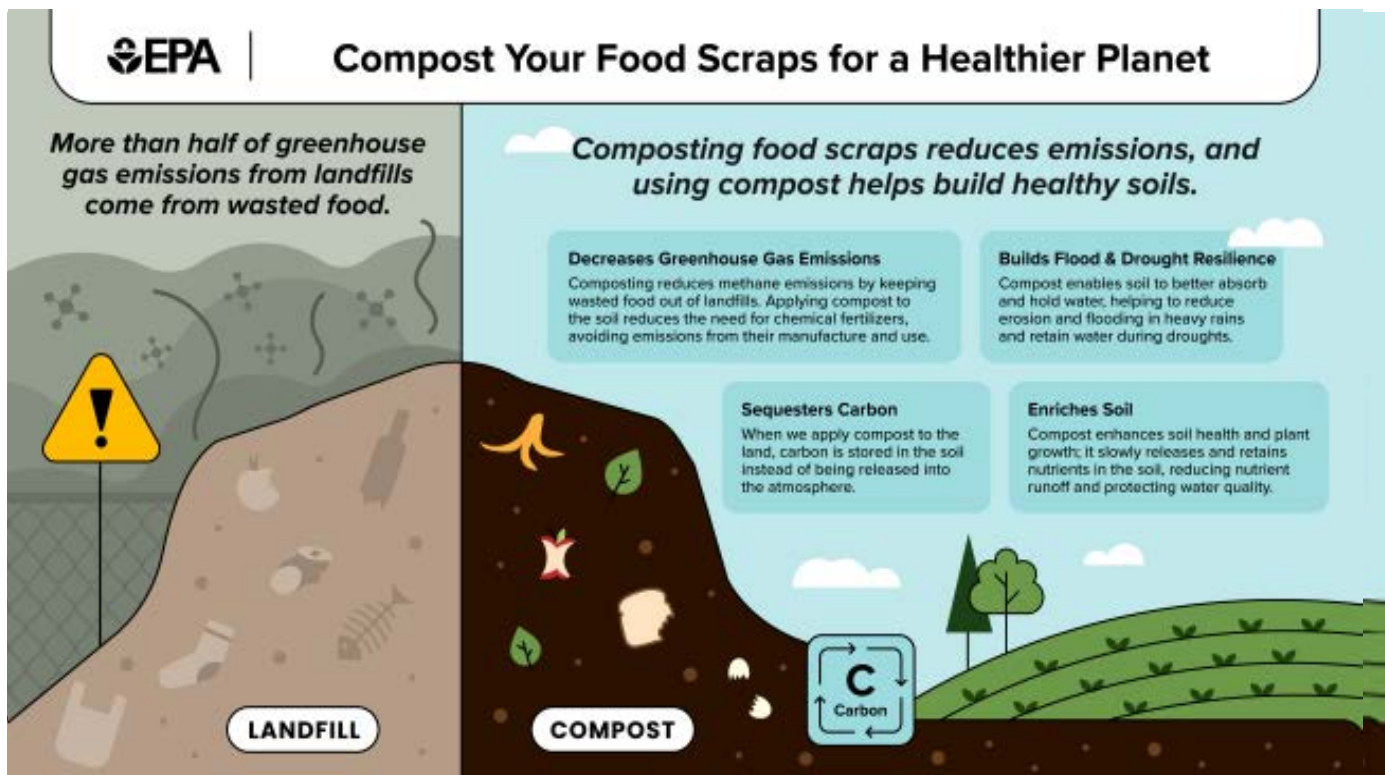 EPA
Compost Your Food Scraps for a Healthier Planet
More than half of greenhouse
gas emissions from landfills
come from wasted food.
Composting food scraps reduces emissions, and
using compost helps build healthy soils.
Decreases Greenhouse Gas Emissions
Composting reduces methane emissions by keeping
wasted food out of landfills. Applying compost to
the soil reduces the need for chemical fertilizers,
avoiding emissions from their manufacture and use.
Builds Flood & Drought Resilience
Compost enables soil to better absorb
and hold water, helping to reduce
erosion and flooding in heavy rains
and retain water during droughts.
Sequesters Carbon
When we apply compost to the
land, carbon is stored in the soil
instead of being released into
the atmosphere.
Enriches Soil
Compost enhances soil health and plant
growth; it slowly releases and retains
nutrients in the soil, reducing nutrient
runoff and protecting water quality.
C
Carbon
LANDFILL
COMPOST